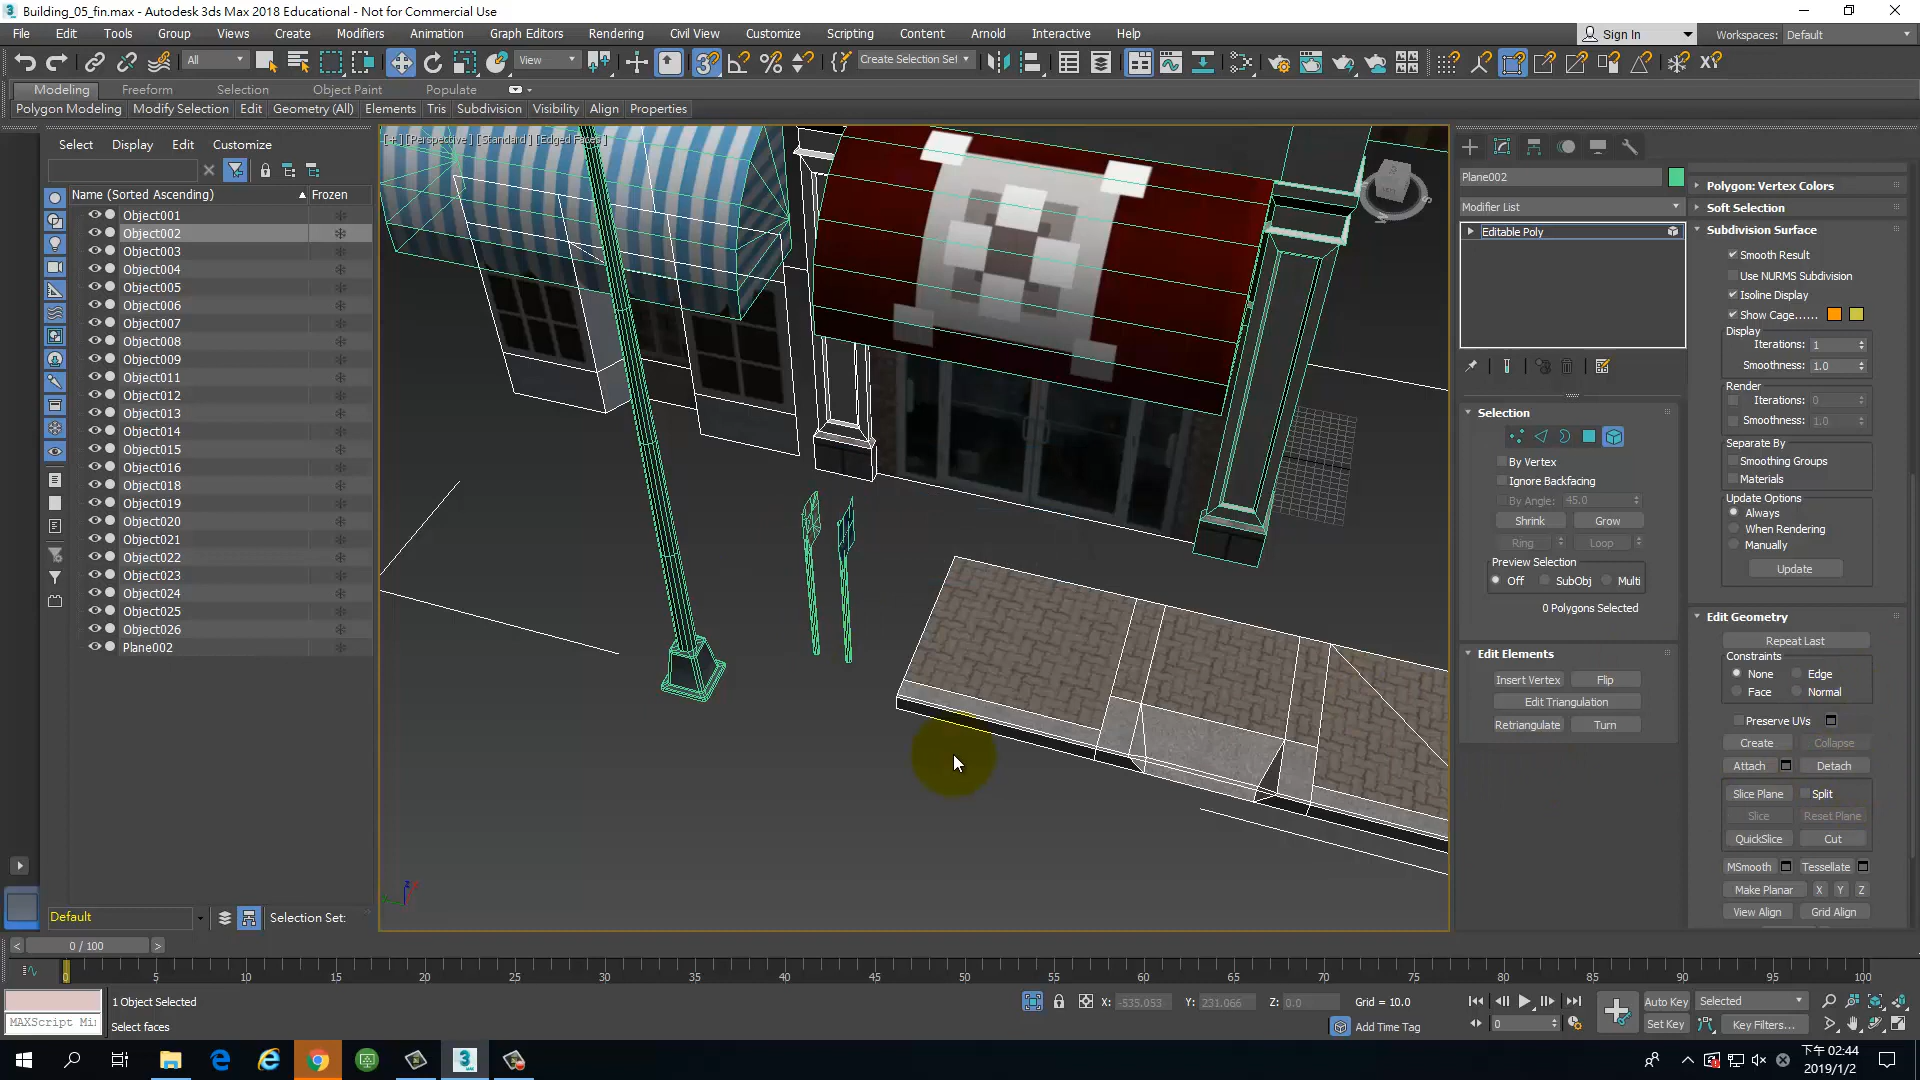 Building_05_fin.max - Autodesk 3ds Max 2018 Educational - Not for Commercial Use
File Edit Tools Group Views Create Modifiers Animation Graph Editors Rendering Civil View Customize Scripting Content Arnold Interactive Help
Sign In
Workspaces: Default
All
View
Create Selection Set
Modeling Freeform Selection Object Paint Populate
Polygon Modeling Modify Selection Edit Geometry (All) Elements Tris Subdivision Visibility Align Properties
Select Display Edit Customize
Name (Sorted Ascending) Frozen
Object001
Object002
Object003
Object004
Object005
Object006
Object007
Object008
Object009
Object011
Object012
Object013
Object014
Object015
Object016
Object018
Object019
Object020
Object021
Object022
Object023
Object024
Object025
Object026
Plane002
Default
Selection Set:
[+] [Perspective] [Standard] [Edged Faces]
Plane002
Modifier List
Editable Poly
Selection
By Vertex
Ignore Backfacing
By Angle: 45.0
Shrink Grow
Ring Loop
Preview Selection
Off SubObj Multi
0 Polygons Selected
Edit Elements
Insert Vertex Flip
Edit Triangulation
Retriangulate Turn
Polygon: Vertex Colors
Soft Selection
Subdivision Surface
Smooth Result
Use NURMS Subdivision
Isoline Display
Show Cage......
Display
Iterations: 1
Smoothness: 1.0
Render
Iterations: 0
Smoothness: 1.0
Separate By
Smoothing Groups
Materials
Update Options
Always
When Rendering
Manually
Update
Edit Geometry
Repeat Last
Constraints
None Edge
Face Normal
Preserve UVs
Create Collapse
Attach Detach
Slice Plane Split
Slice Reset Plane
QuickSlice Cut
MSmooth Tessellate
Make Planar X Y Z
View Align Grid Align
< 0 / 100 >
0 5 10 15 20 25 30 35 40 45 50 55 60 65 70 75 80 85 90 95 100
1 Object Selected
MAXScript Mi
Select faces
X: -535.053 Y: 231.066 Z: 0.0 Grid = 10.0
Add Time Tag
0
Auto Key Selected
Set Key Key Filters...
下午 02:44
2019/1/2